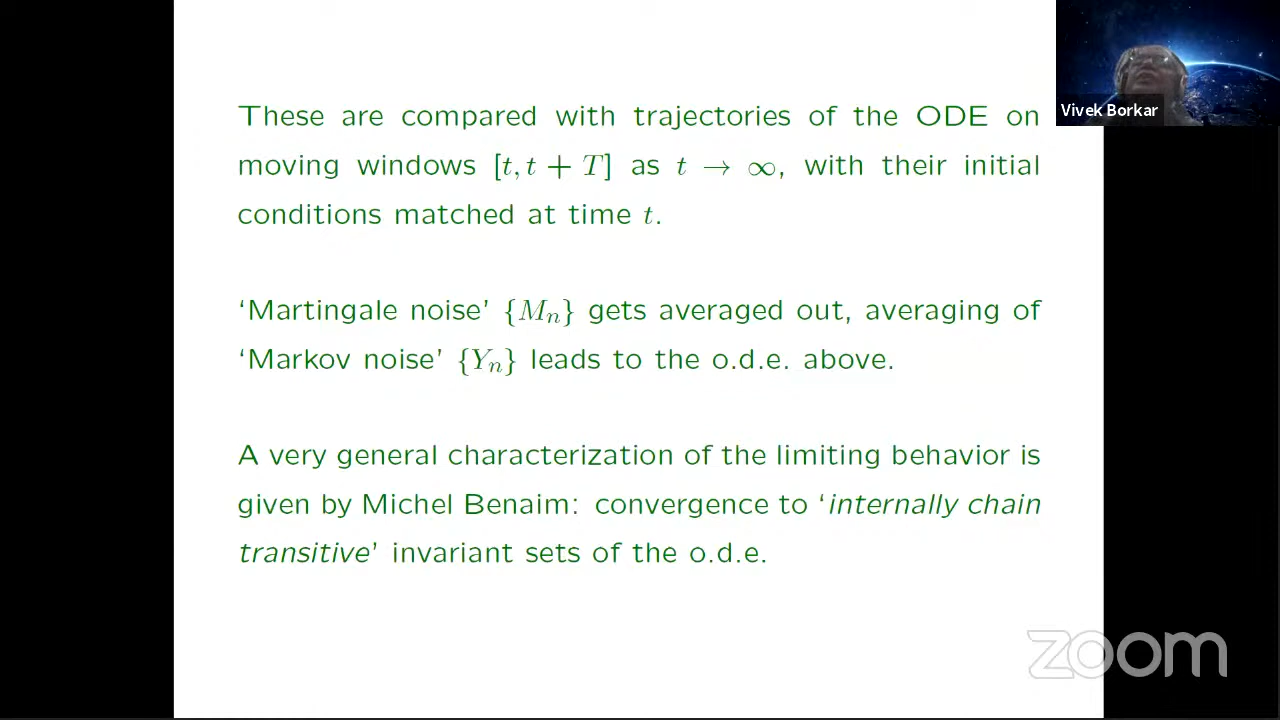 These are compared with trajectories of the ODE on
moving windows [t, t + T] as t → ∞, with their initial
conditions matched at time t.
‘Martingale noise’ {Mₙ} gets averaged out, averaging of
‘Markov noise’ {Yₙ} leads to the o.d.e. above.
A very general characterization of the limiting behavior is
given by Michel Benaim: convergence to ‘internally chain
transitive’ invariant sets of the o.d.e.
Vivek Borkar
zoom